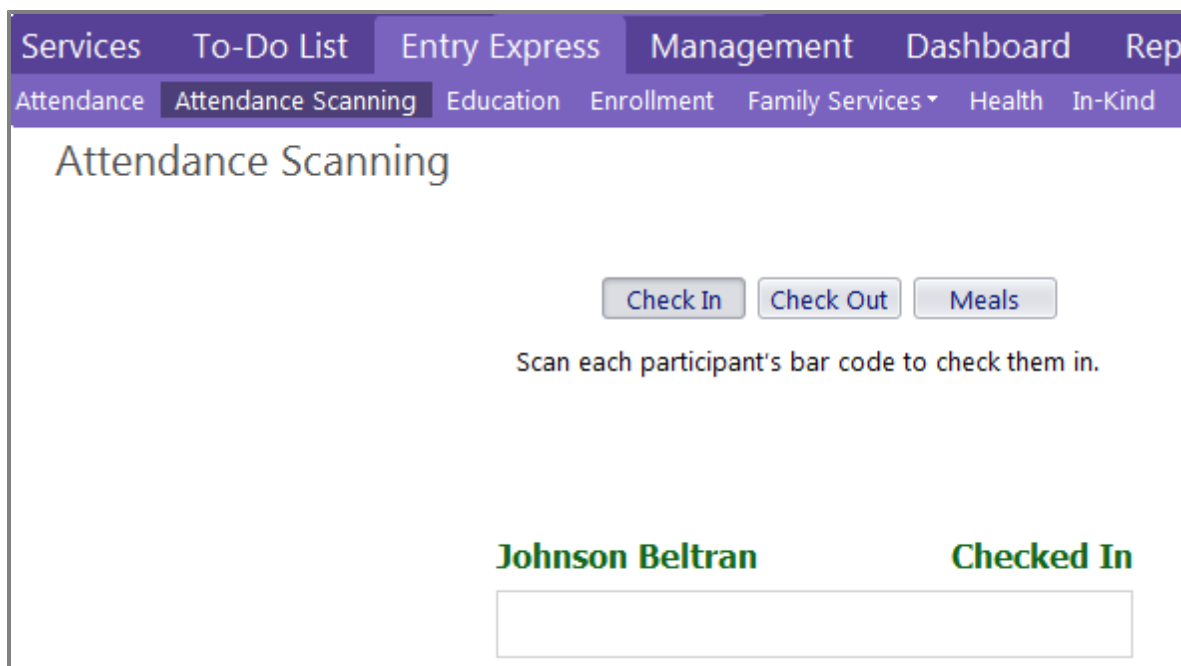 Services To-Do List Entry Express Management Dashboard Rep
Attendance Attendance Scanning Education Enrollment Family Services Health In-Kind
Attendance Scanning
Check In Check Out Meals
Scan each participant's bar code to check them in.
Johnson Beltran Checked In